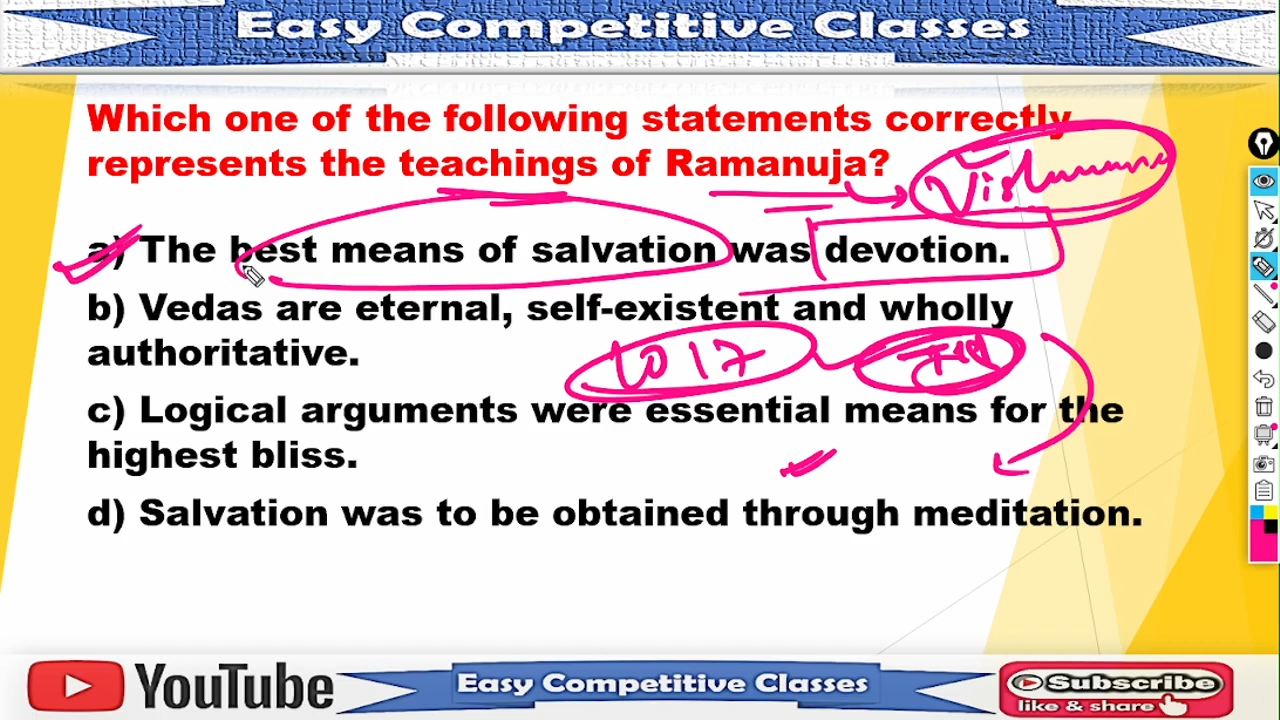 Easy Competitive Classes
Which one of the following statements correctly
represents the teachings of Ramanuja?
a) The best means of salvation was devotion.
b) Vedas are eternal, self-existent and wholly
authoritative.
1017
c) Logical arguments were essential means for the
highest bliss.
d) Salvation was to be obtained through meditation.
YouTube
Easy Competitive Classes
Subscribe
like & share